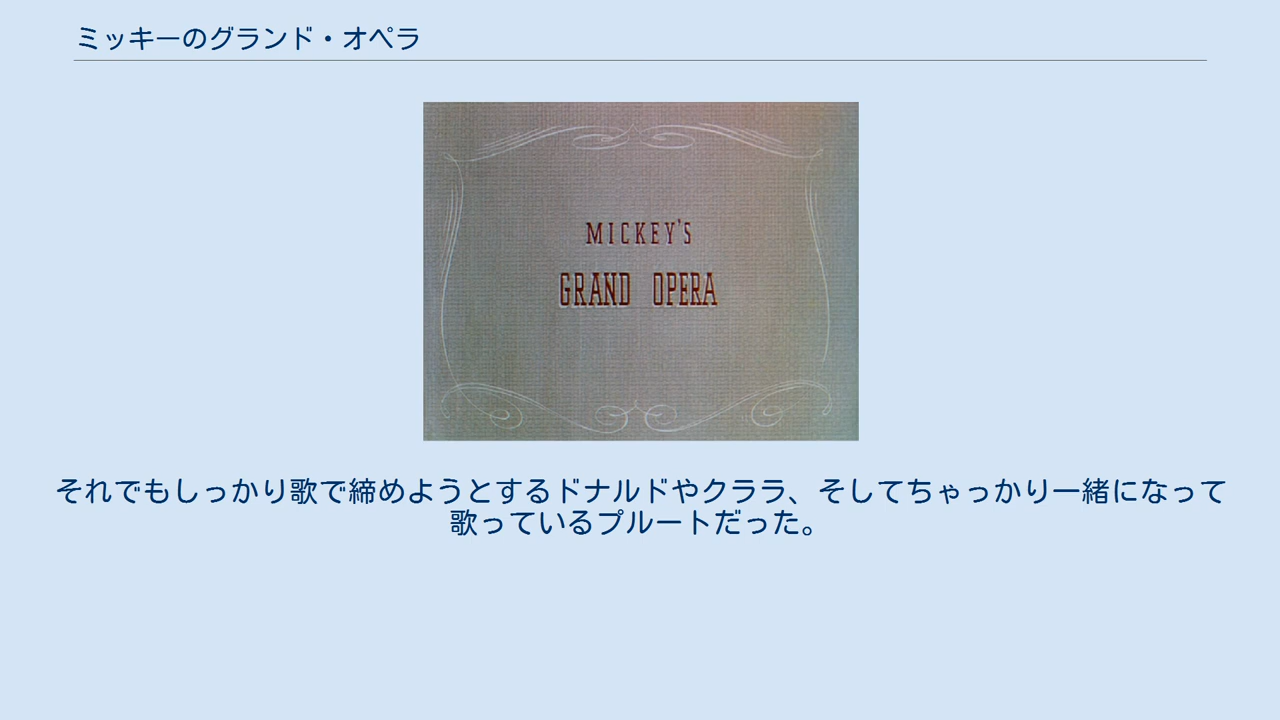 ミッキーのグランド・オペラ
MICKEY'S
GRAND OPERA
それでもしっかり歌で締めようとするドナルドやクララ、そしてちゃっかり一緒になって
歌っているプルートだった。